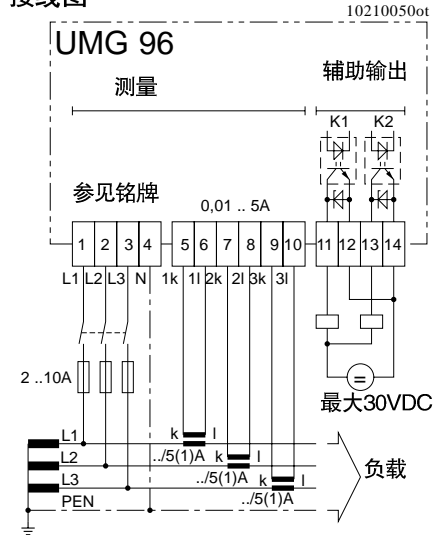 接线图
10210050ot
UMG 96
测量
辅助输出
K1 K2
参见铭牌
0,01 .. 5A
1 2 3 4 5 6 7 8 9 10 11 12 13 14
L1 L2 L3 N 1k 1l 2k 2l 3k 3l
2 ..10A
最大30VDC
L1 k l
../5(1)A k l
L2
../5(1)A k l
L3
PEN
负载